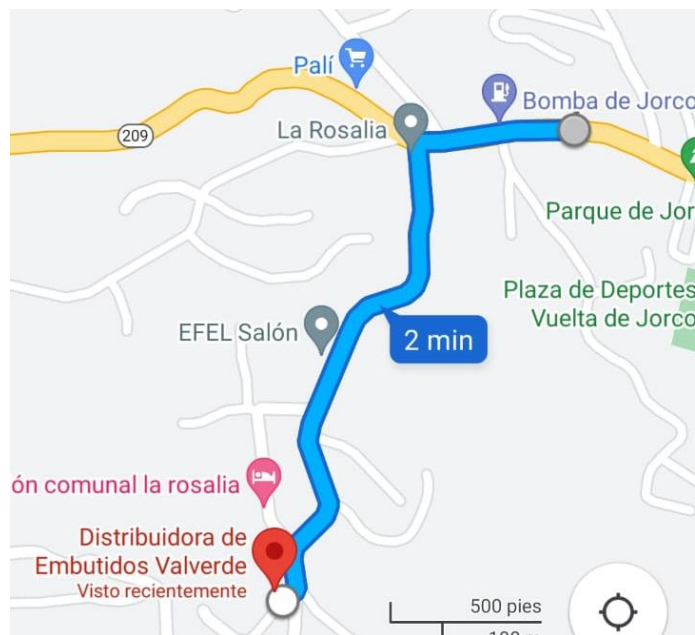 Palí
209
La Rosalia
Bomba de Jorco
Parque de Jor
Plaza de Deportes
Vuelta de Jorco
EFEL Salón
2 min
ón comunal la rosalia
Distribuidora de
Embutidos Valverde
Visto recientemente
500 pies
100 m